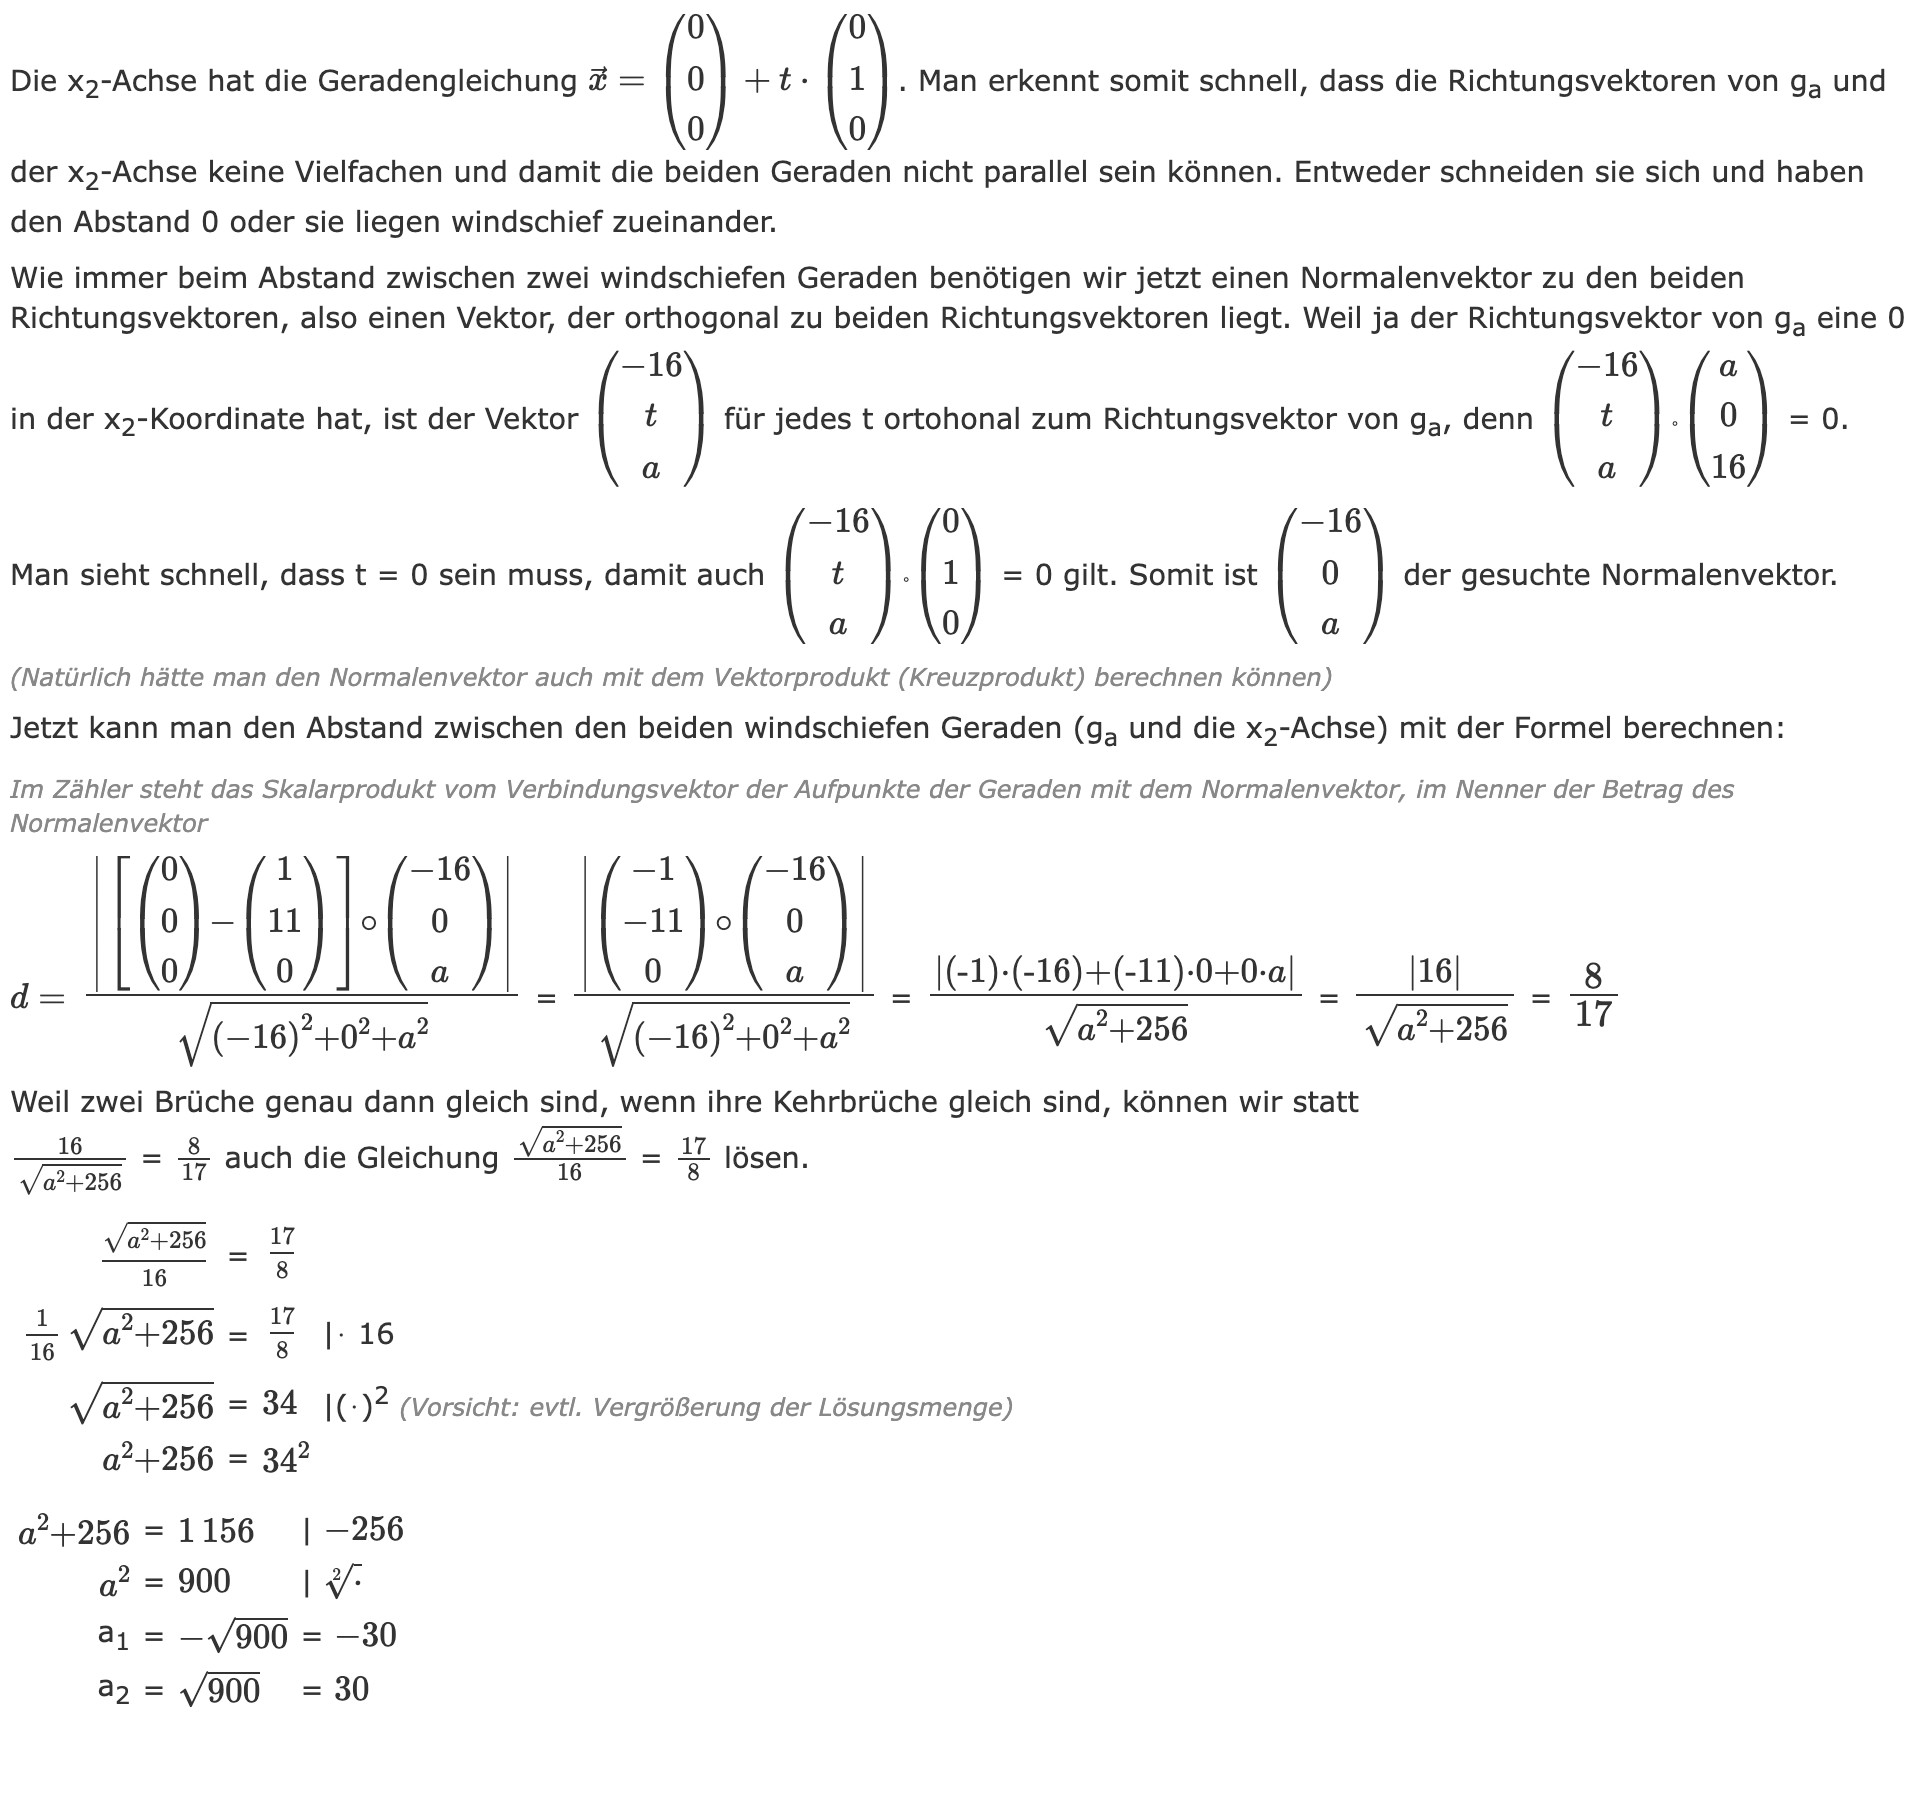 Die x₂-Achse hat die Geradengleichung $\vec{x} = \begin{pmatrix} 0 \\ 0 \\ 0 \end{pmatrix} + t \cdot \begin{pmatrix} 0 \\ 1 \\ 0 \end{pmatrix}$. Man erkennt somit schnell, dass die Richtungsvektoren von gₐ und
der x₂-Achse keine Vielfachen und damit die beiden Geraden nicht parallel sein können. Entweder schneiden sie sich und haben
den Abstand 0 oder sie liegen windschief zueinander.
Wie immer beim Abstand zwischen zwei windschiefen Geraden benötigen wir jetzt einen Normalenvektor zu den beiden
Richtungsvektoren, also einen Vektor, der orthogonal zu beiden Richtungsvektoren liegt. Weil ja der Richtungsvektor von gₐ eine 0
in der x₂-Koordinate hat, ist der Vektor $\begin{pmatrix} -16 \\ t \\ a \end{pmatrix}$ für jedes t ortohonal zum Richtungsvektor von gₐ, denn $\begin{pmatrix} -16 \\ t \\ a \end{pmatrix} \circ \begin{pmatrix} a \\ 0 \\ 16 \end{pmatrix}$ = 0.
Man sieht schnell, dass t = 0 sein muss, damit auch $\begin{pmatrix} -16 \\ t \\ a \end{pmatrix} \circ \begin{pmatrix} 0 \\ 1 \\ 0 \end{pmatrix}$ = 0 gilt. Somit ist $\begin{pmatrix} -16 \\ 0 \\ a \end{pmatrix}$ der gesuchte Normalenvektor.
(Natürlich hätte man den Normalenvektor auch mit dem Vektorprodukt (Kreuzprodukt) berechnen können)
Jetzt kann man den Abstand zwischen den beiden windschiefen Geraden (gₐ und die x₂-Achse) mit der Formel berechnen:
Im Zähler steht das Skalarprodukt vom Verbindungsvektor der Aufpunkte der Geraden mit dem Normalenvektor, im Nenner der Betrag des
Normalenvektor
$d = \frac{\left| \left[ \begin{pmatrix} 0 \\ 0 \\ 0 \end{pmatrix} - \begin{pmatrix} 1 \\ 11 \\ 0 \end{pmatrix} \right] \circ \begin{pmatrix} -16 \\ 0 \\ a \end{pmatrix} \right|}{\sqrt{(-16)^2+0^2+a^2}} = \frac{\left| \begin{pmatrix} -1 \\ -11 \\ 0 \end{pmatrix} \circ \begin{pmatrix} -16 \\ 0 \\ a \end{pmatrix} \right|}{\sqrt{(-16)^2+0^2+a^2}} = \frac{|(-1)·(-16)+(-11)·0+0·a|}{\sqrt{a^2+256}} = \frac{|16|}{\sqrt{a^2+256}} = \frac{8}{17}$
Weil zwei Brüche genau dann gleich sind, wenn ihre Kehrbrüche gleich sind, können wir statt
$\frac{16}{\sqrt{a^2+256}} = \frac{8}{17}$ auch die Gleichung $\frac{\sqrt{a^2+256}}{16} = \frac{17}{8}$ lösen.
$\frac{\sqrt{a^2+256}}{16} = \frac{17}{8}$
$\frac{1}{16} \sqrt{a^2+256} = \frac{17}{8}$ |· 16
$\sqrt{a^2+256} = 34$ |(·)² (Vorsicht: evtl. Vergrößerung der Lösungsmenge)
$a^2+256 = 34^2$
$a^2+256 = 1\,156$ | −256
$a^2 = 900$ | $\sqrt[2]{\cdot}$
a₁ = $-\sqrt{900}$ = −30
a₂ = $\sqrt{900}$ = 30